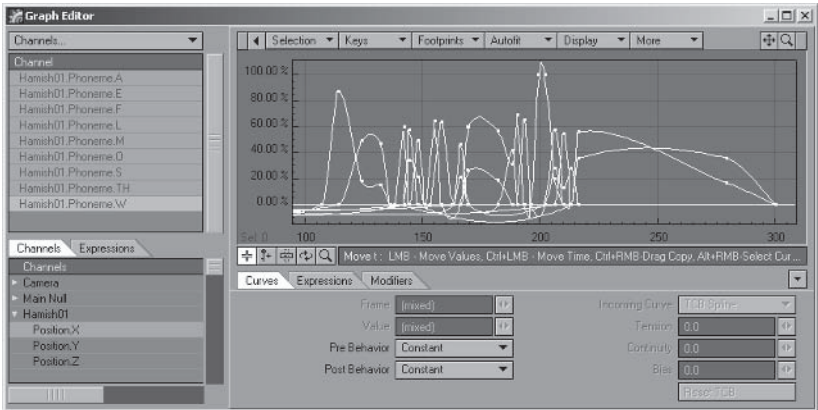 Graph Editor
Channels...
Selection Keys Footprints Autofit Display More
Channel
Hamish01.Phoneme.A
Hamish01.Phoneme.E
Hamish01.Phoneme.F
Hamish01.Phoneme.L
Hamish01.Phoneme.M
Hamish01.Phoneme.O
Hamish01.Phoneme.S
Hamish01.Phoneme.TH
Hamish01.Phoneme.W
100.00 %
80.00 %
60.00 %
40.00 %
20.00 %
0.00 %
Sel: 0 100 150 200 250 300
Move t : LMB - Move Values, Ctrl+LMB - Move Time, Ctrl+RMB-Drag Copy, Alt+RMB-Select Cur ...
Channels Expressions
Channels
Camera
Main Null
Hamish01
Position.X
Position.Y
Position.Z
Curves Expressions Modifiers
Frame (mixed)
Value (mixed)
Pre Behavior Constant
Post Behavior Constant
Incoming Curve TCB Spline
Tension 0.0
Continuity 0.0
Bias 0.0
Reset TCB